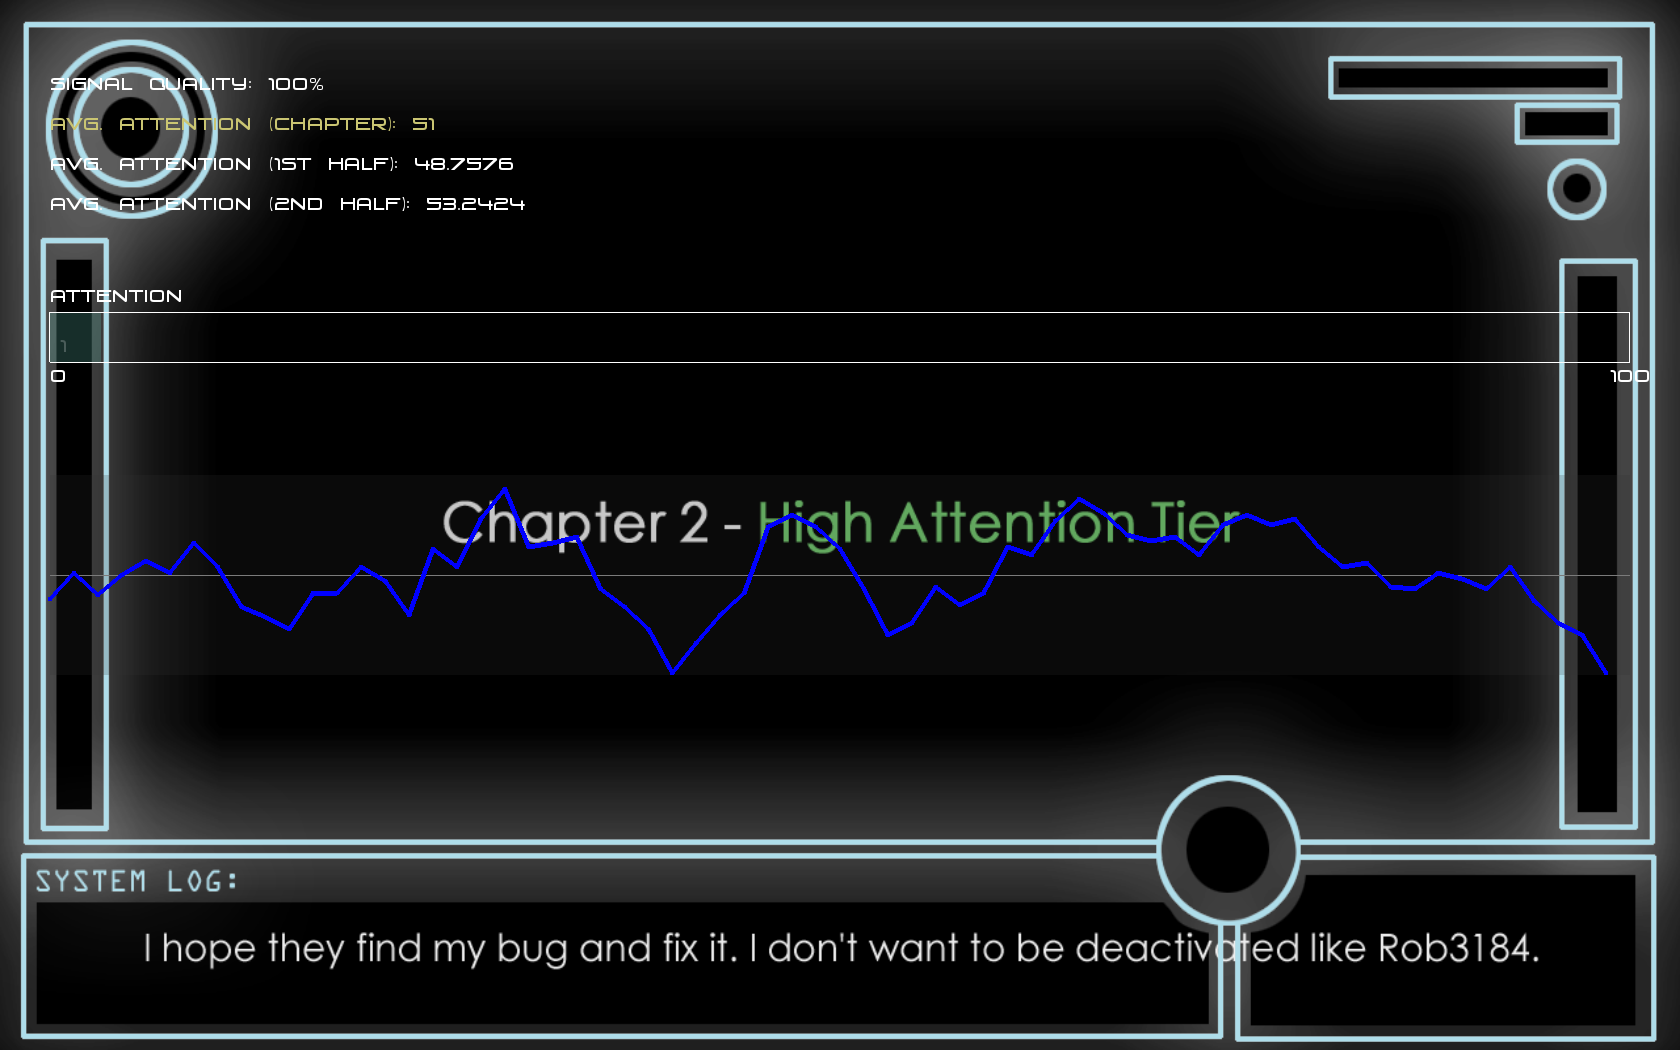 SIGNAL QUALITY: 100%
AVG. ATTENTION (CHAPTER): 51
AVG. ATTENTION (1ST HALF): 48.7576
AVG. ATTENTION (2ND HALF): 53.2424
ATTENTION
1
0 100
Chapter 2 - High Attention Tier
SYSTEM LOG:
I hope they find my bug and fix it. I don't want to be deactivated like Rob3184.